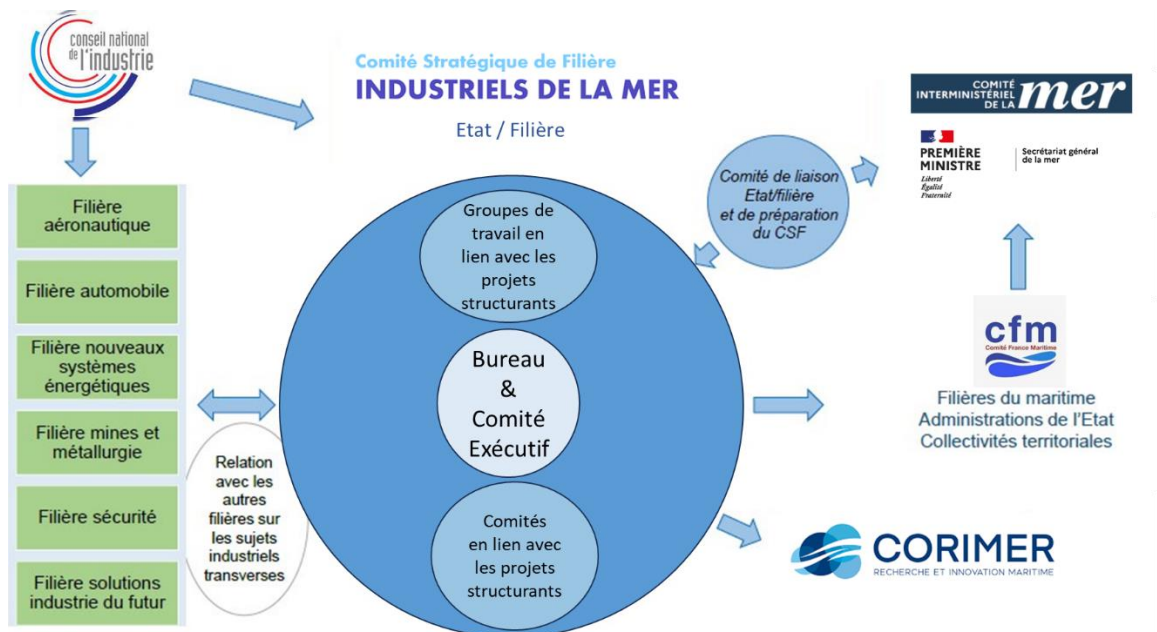 conseil national
de l'industrie
Comité Stratégique de Filière
INDUSTRIELS DE LA MER
Etat / Filière
COMITÉ
INTERMINISTÉRIEL
DE LA
mer
PREMIÈRE
MINISTRE
Liberté
Égalité
Fraternité
Secrétariat général
de la mer
Comité de liaison
Etat/filière
et de préparation
du CSF
Filière
aéronautique
Filière automobile
Filière nouveaux
systèmes
énergétiques
Filière mines et
métallurgie
Filière sécurité
Filière solutions
industrie du futur
Relation
avec les
autres
filières sur
les sujets
industriels
transverses
Groupes de
travail en
lien avec les
projets
structurants
Bureau
&
Comité
Exécutif
Comités
en lien avec
les projets
structurants
cfm
Comité France Maritime
Filières du maritime
Administrations de l'Etat
Collectivités territoriales
CORIMER
RECHERCHE ET INNOVATION MARITIME